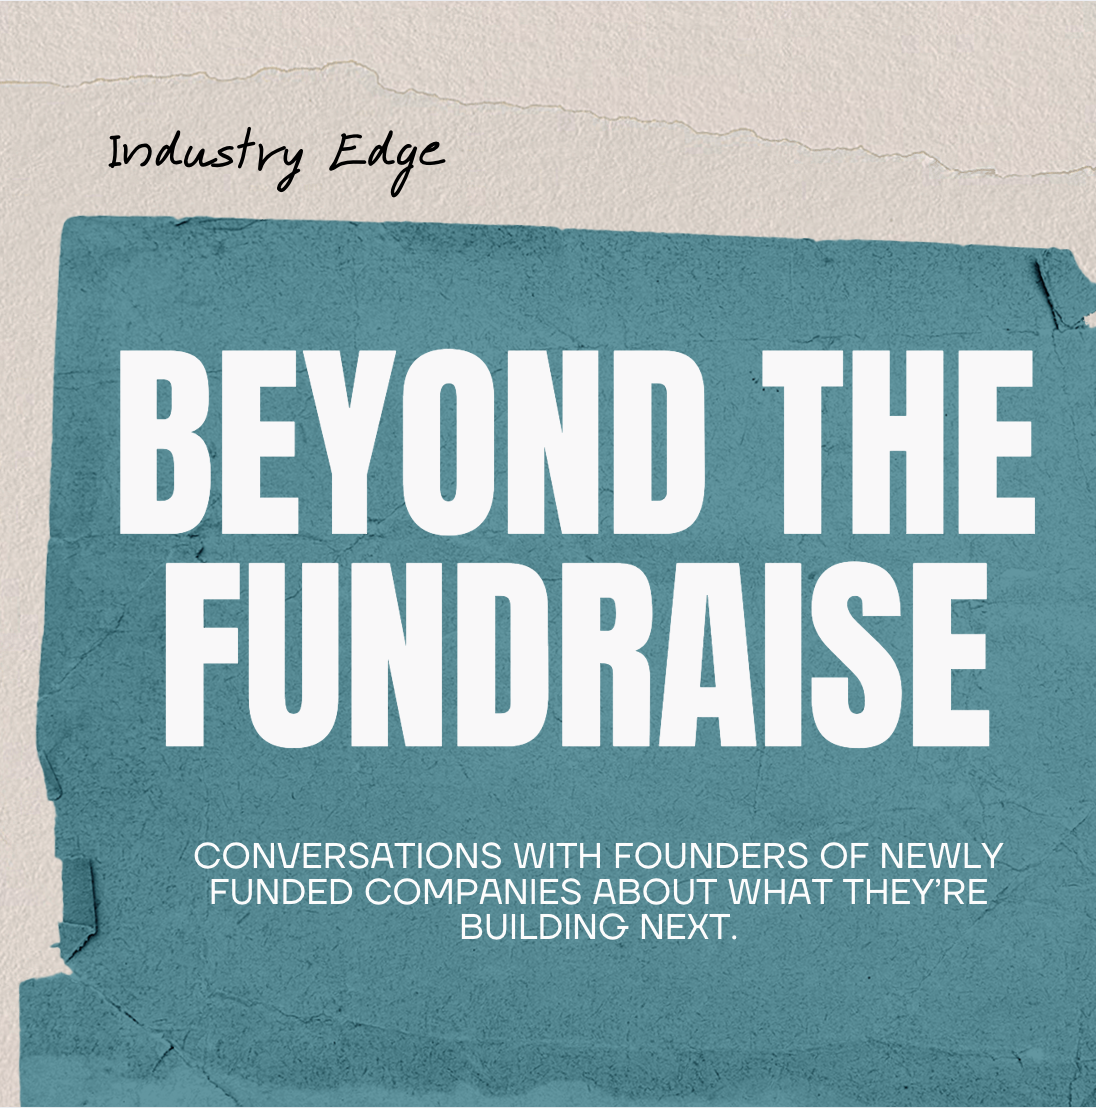 Industry Edge
BEYOND THE
FUNDRAISE
CONVERSATIONS WITH FOUNDERS OF NEWLY
FUNDED COMPANIES ABOUT WHAT THEY’RE
BUILDING NEXT.